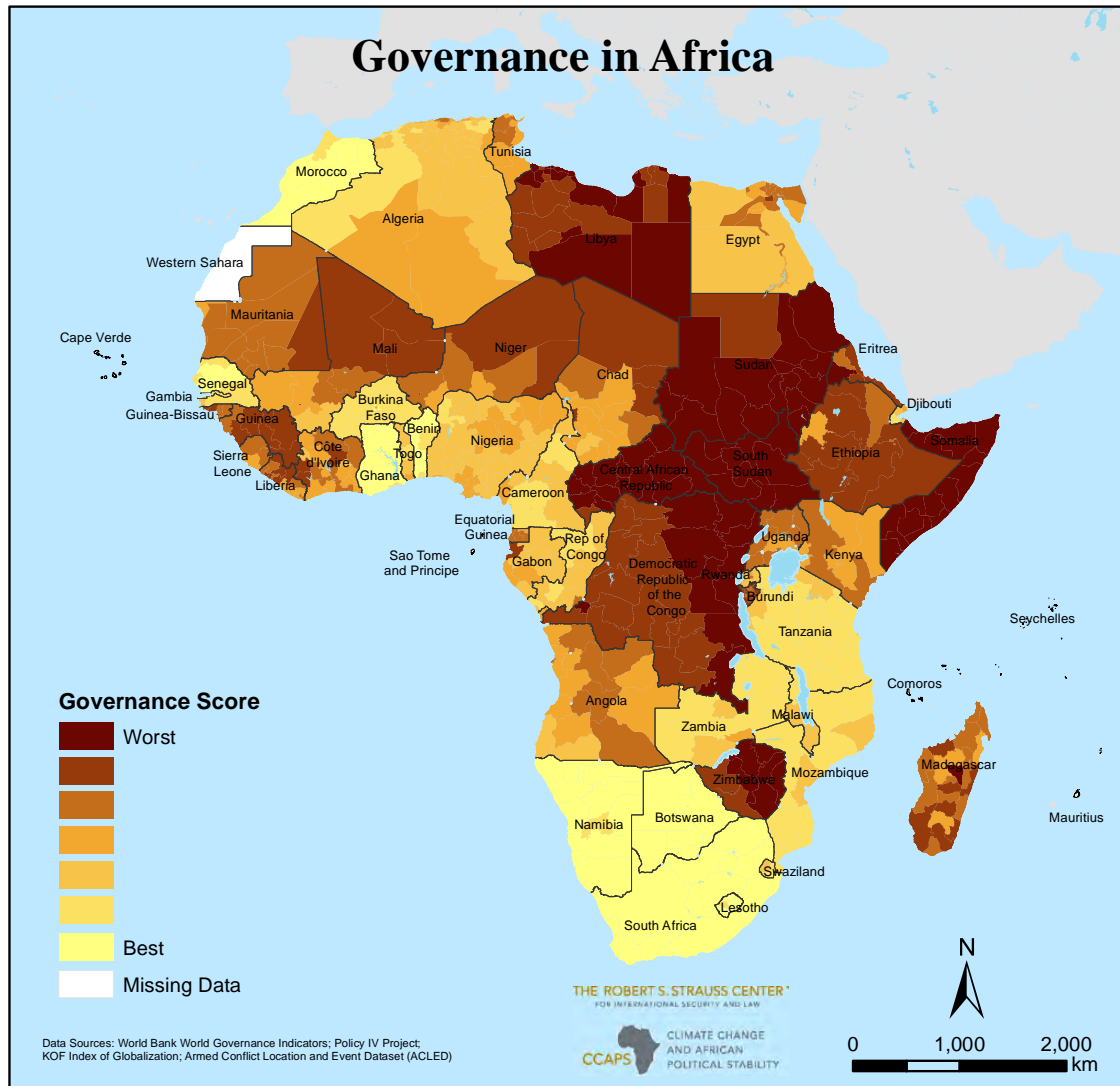 Governance in Africa
Tunisia
Morocco
Algeria
Libya
Egypt
Western Sahara
Mauritania
Cape Verde
Mali
Niger
Chad
Sudan
Eritrea
Senegal
Gambia
Guinea-Bissau
Guinea
Burkina
Faso
Benin
Nigeria
Djibouti
Somalia
Ethiopia
Sierra
Leone
Côte
d'Ivoire
Togo
Ghana
Liberia
Central African
Republic
South
Sudan
Cameroon
Equatorial
Guinea
Sao Tome
and Principe
Gabon
Rep of
Congo
Democratic
Republic
of the
Congo
Uganda
Kenya
Rwanda
Burundi
Tanzania
Seychelles
Comoros
Angola
Zambia
Malawi
Mozambique
Zimbabwe
Madagascar
Mauritius
Namibia
Botswana
Swaziland
Lesotho
South Africa
Governance Score
Worst
Best
Missing Data
N
THE ROBERT S. STRAUSS CENTER
FOR INTERNATIONAL SECURITY AND LAW
CCAPS
CLIMATE CHANGE
AND AFRICAN
POLITICAL STABILITY
Data Sources: World Bank World Governance Indicators; Policy IV Project;
KOF Index of Globalization; Armed Conflict Location and Event Dataset (ACLED)
0 1,000 2,000
km